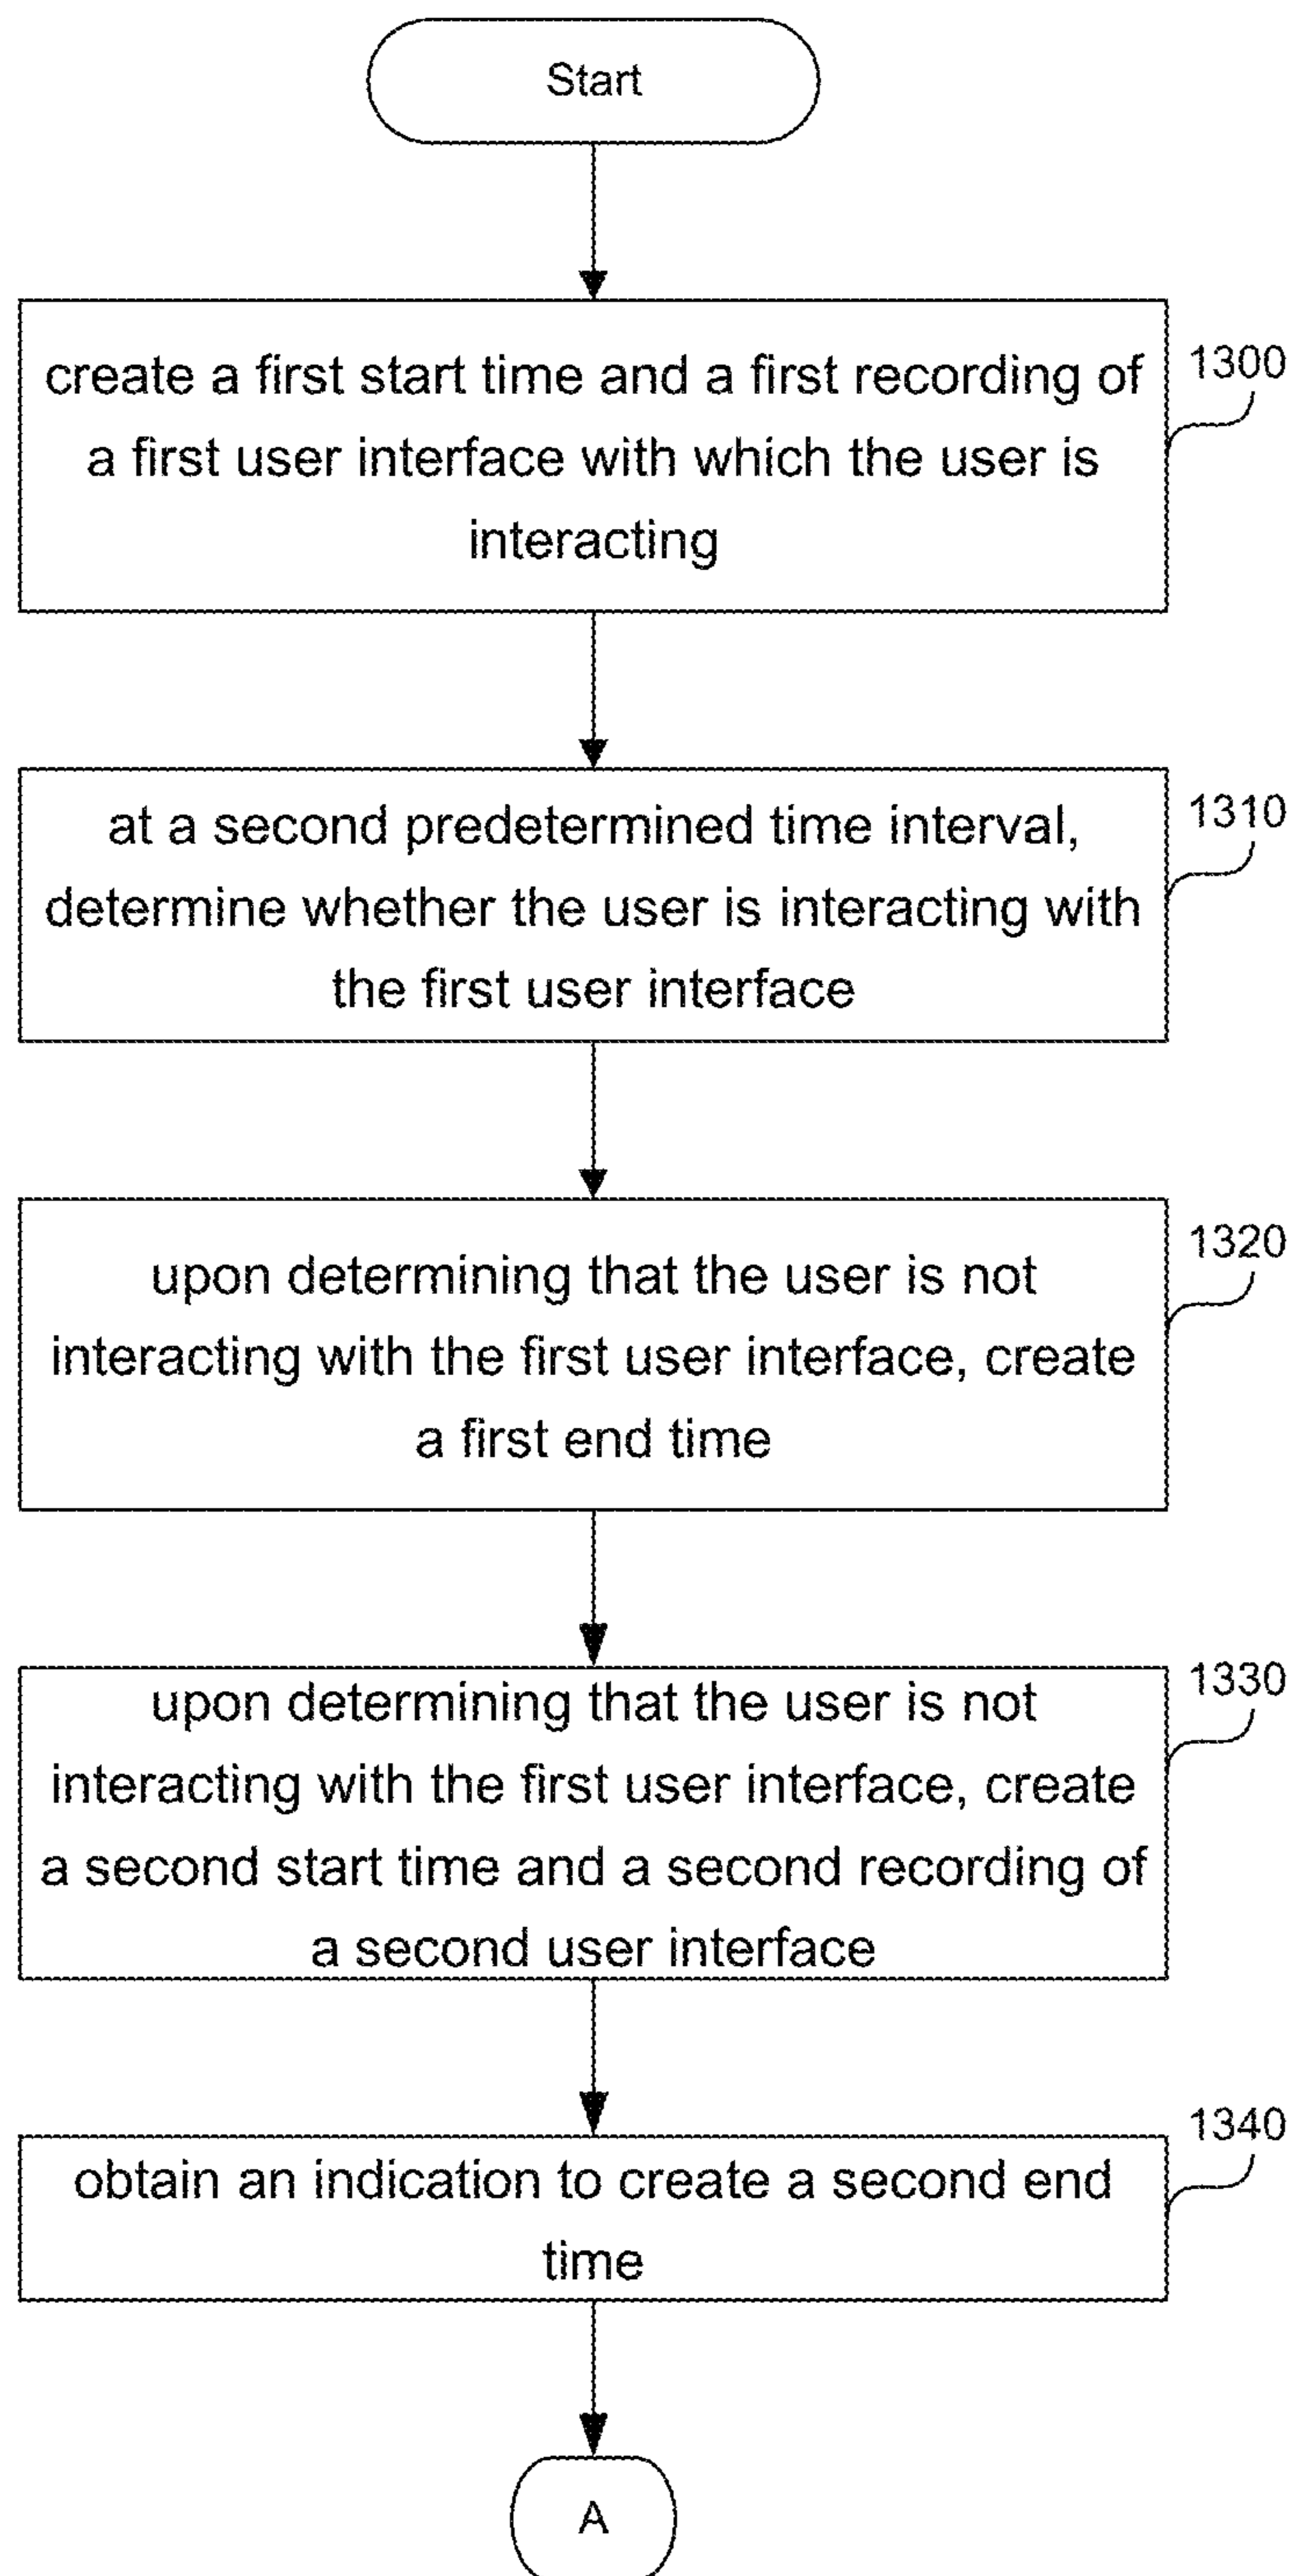 Start
create a first start time and a first recording of
a first user interface with which the user is
interacting
1300
at a second predetermined time interval,
determine whether the user is interacting with
the first user interface
1310
upon determining that the user is not
interacting with the first user interface, create
a first end time
1320
upon determining that the user is not
interacting with the first user interface, create
a second start time and a second recording of
a second user interface
1330
obtain an indication to create a second end
time
1340
A